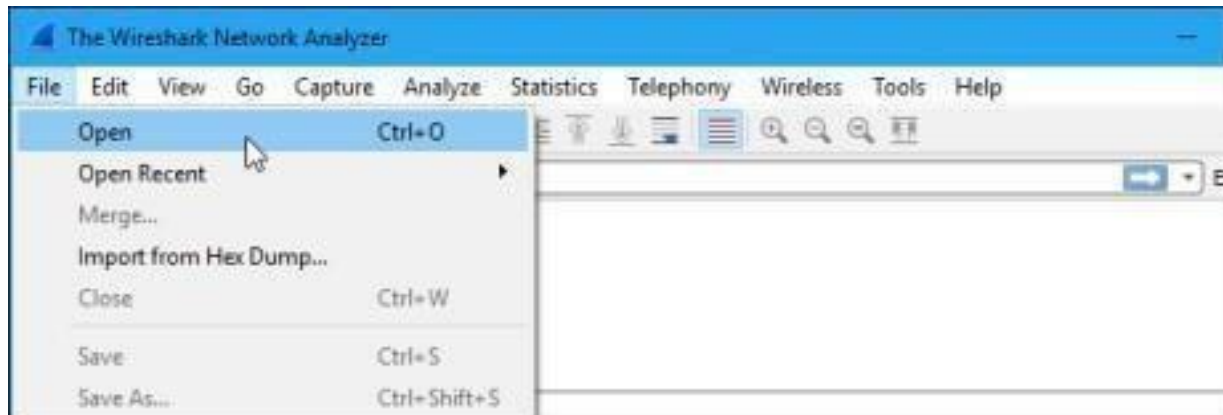 The Wireshark Network Analyzer
File Edit View Go Capture Analyze Statistics Telephony Wireless Tools Help
Open Ctrl+O
Open Recent
Merge...
Import from Hex Dump...
Close Ctrl+W
Save Ctrl+S
Save As... Ctrl+Shift+S